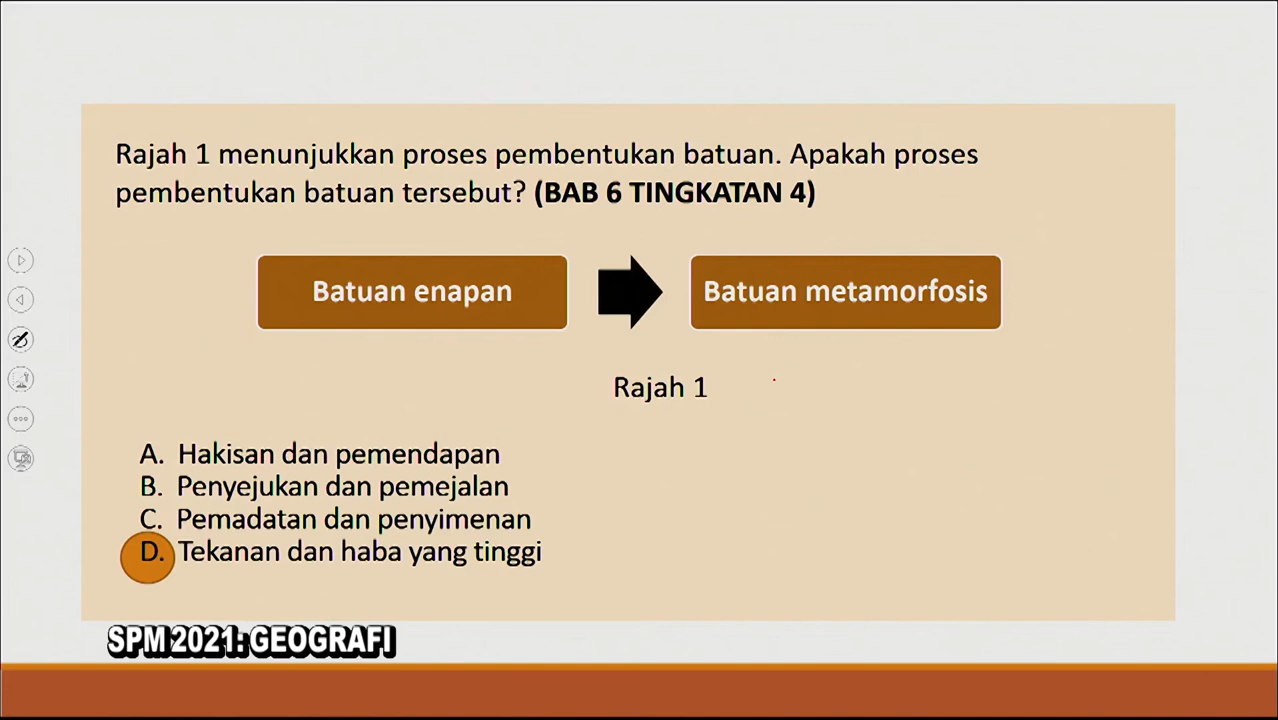 Rajah 1 menunjukkan proses pembentukan batuan. Apakah proses
pembentukan batuan tersebut? (BAB 6 TINGKATAN 4)
Batuan enapan
Batuan metamorfosis
Rajah 1
A. Hakisan dan pemendapan
B. Penyejukan dan pemejalan
C. Pemadatan dan penyimenan
D. Tekanan dan haba yang tinggi
SPM 2021: GEOGRAFI